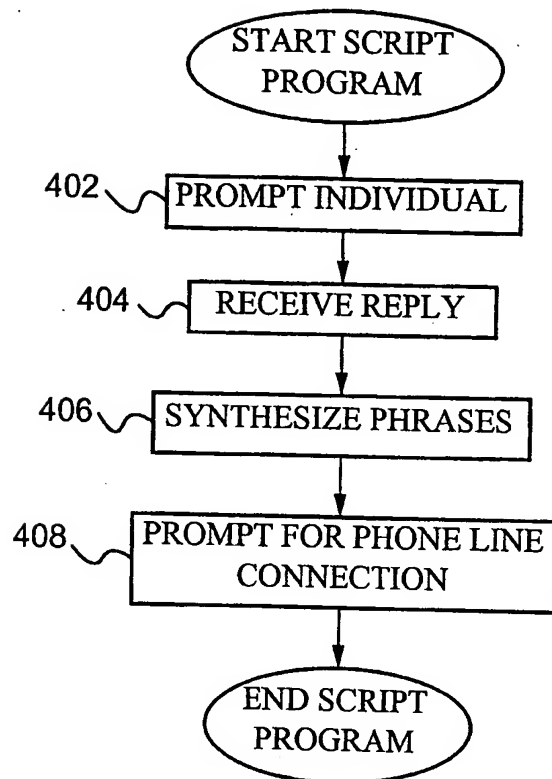 START SCRIPT
PROGRAM
402
PROMPT INDIVIDUAL
404
RECEIVE REPLY
406
SYNTHESIZE PHRASES
408
PROMPT FOR PHONE LINE
CONNECTION
END SCRIPT
PROGRAM